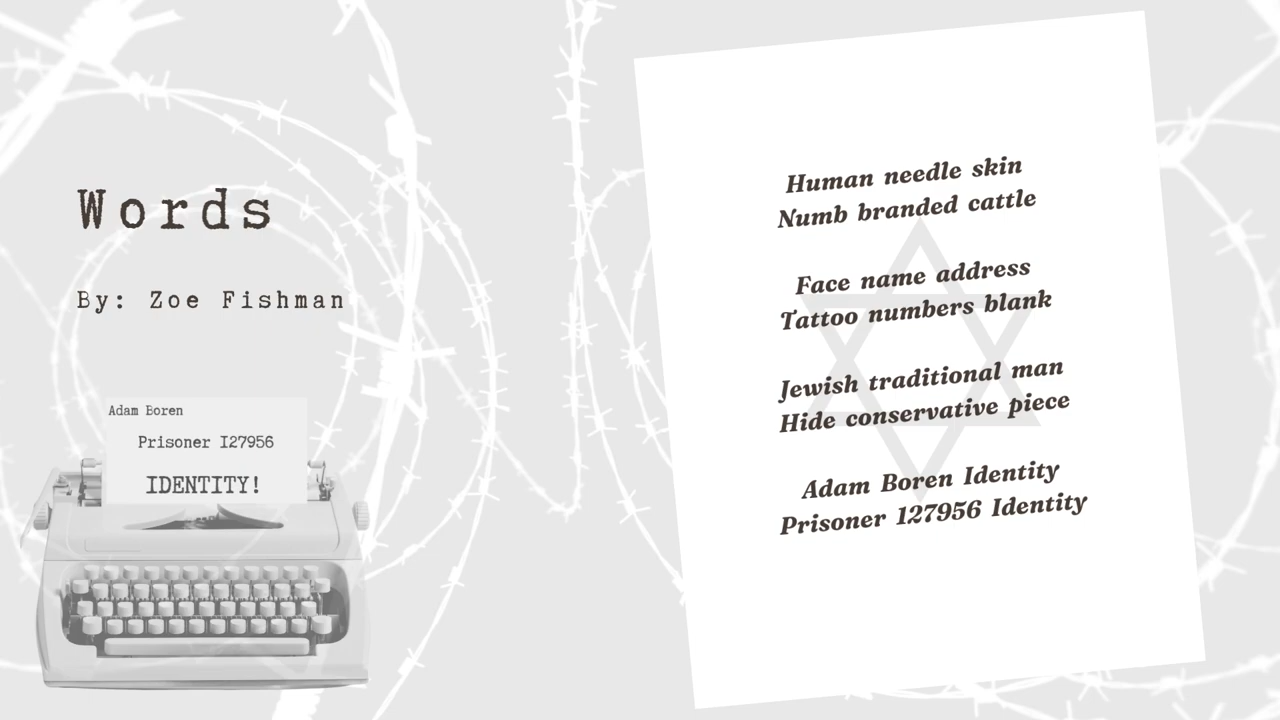 Words
By: Zoe Fishman
Adam Boren
Prisoner 127956
IDENTITY!
Human needle skin
Numb branded cattle
Face name address
Tattoo numbers blank
Jewish traditional man
Hide conservative piece
Adam Boren Identity
Prisoner 127956 Identity